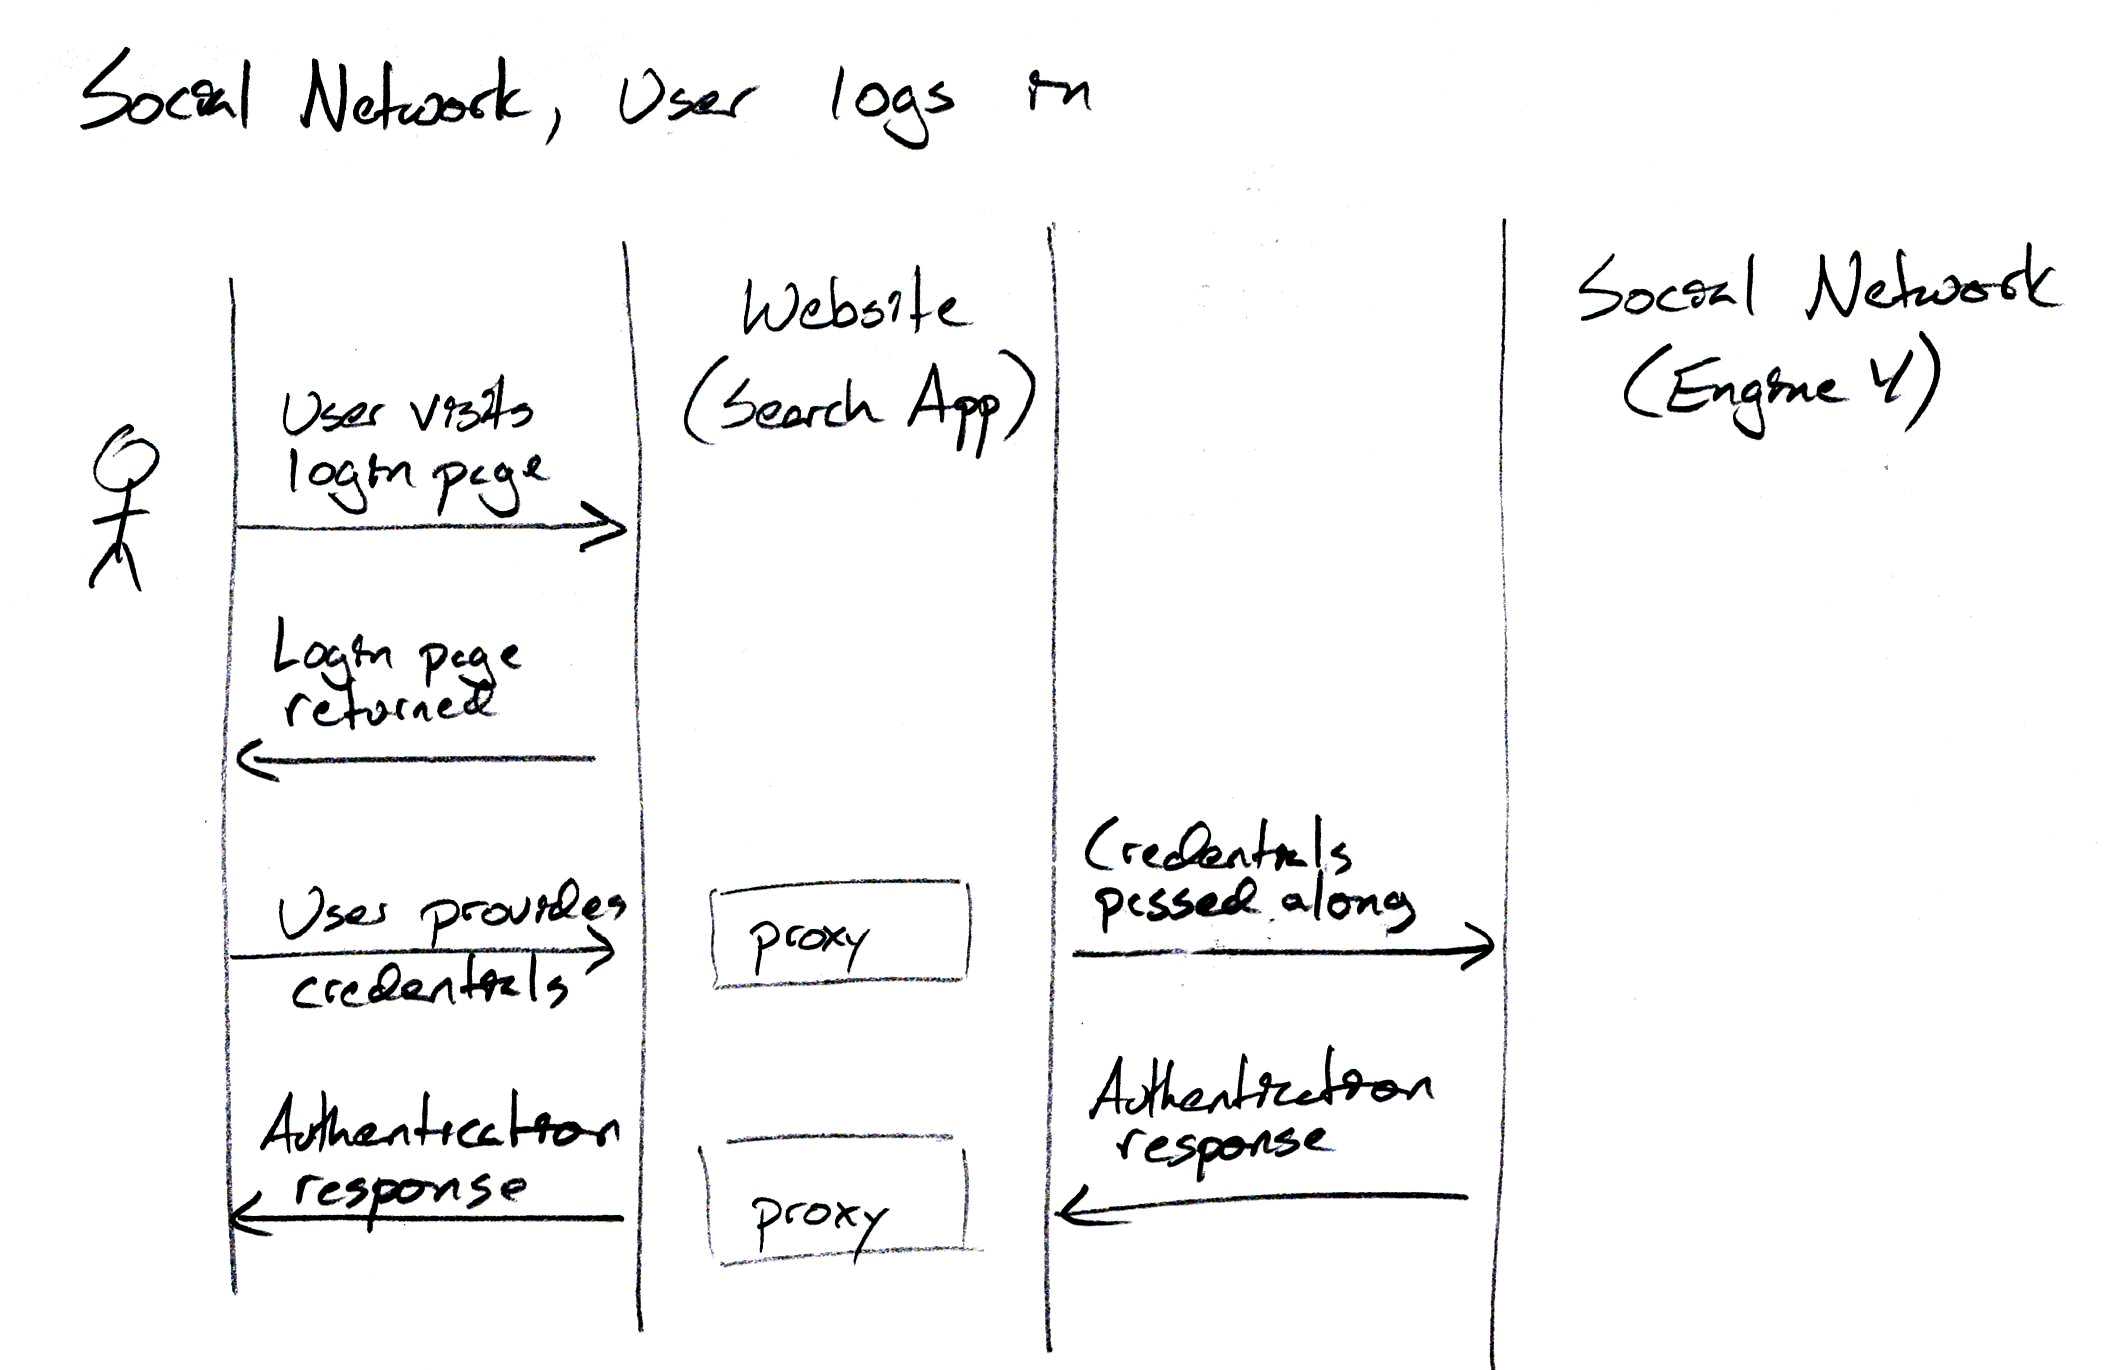 Social Network, User logs in
Website
(Search App)
Social Network
(Engine Y)
User visits
login page
Login page
returned
User provides
credentials
proxy
Credentials
passed along
Authentication
response
proxy
Authentication
response